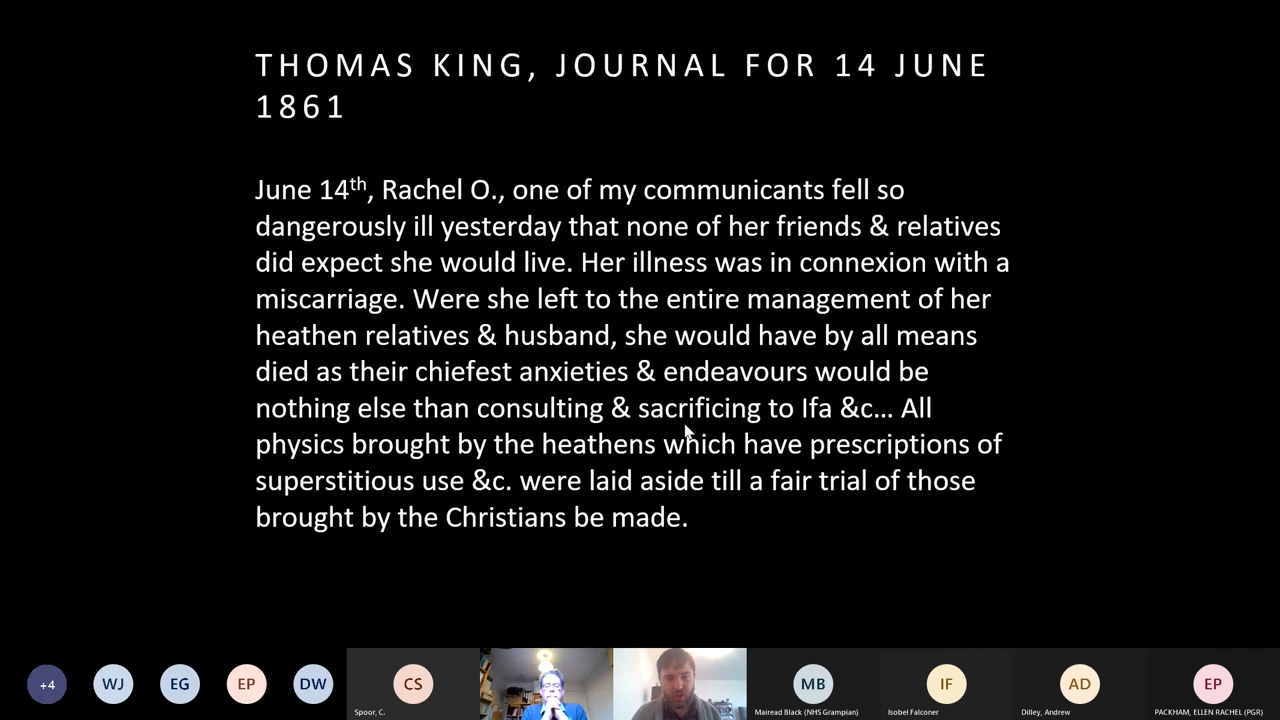 THOMAS KING, JOURNAL FOR 14 JUNE
1861
June 14th, Rachel O., one of my communicants fell so
dangerously ill yesterday that none of her friends & relatives
did expect she would live. Her illness was in connexion with a
miscarriage. Were she left to the entire management of her
heathen relatives & husband, she would have by all means
died as their chiefest anxieties & endeavours would be
nothing else than consulting & sacrificing to Ifa &c… All
physics brought by the heathens which have prescriptions of
superstitious use &c. were laid aside till a fair trial of those
brought by the Christians be made.
+4 WJ EG EP DW CS MB IF AD EP
Spoor, C. Mairead Black (NHS Grampian) Isobel Falconer Dilley, Andrew PACKHAM, ELLEN RACHEL (PGR)